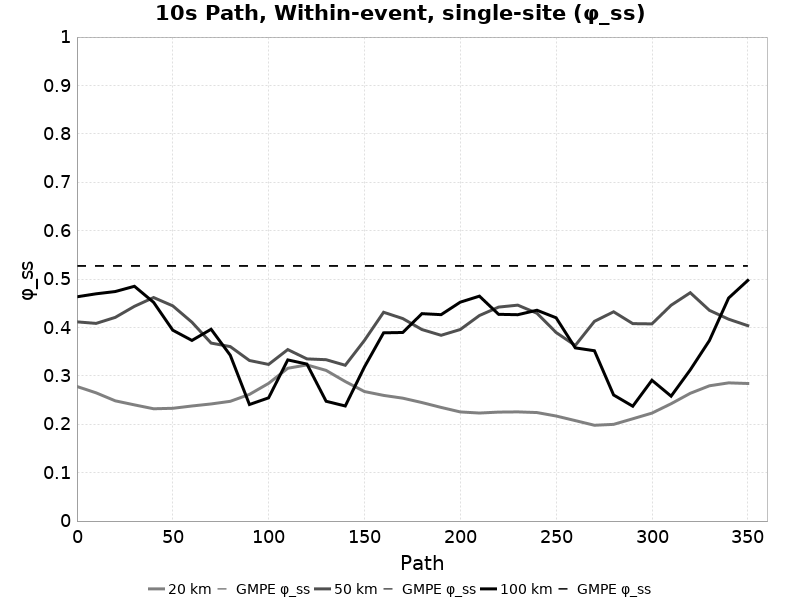 10s Path, Within-event, single-site (φ_ss)
1
0.9
0.8
0.7
0.6
0.5
0.4
0.3
0.2
0.1
0
φ_ss
0 50 100 150 200 250 300 350
Path
20 km GMPE φ_ss 50 km GMPE φ_ss 100 km GMPE φ_ss